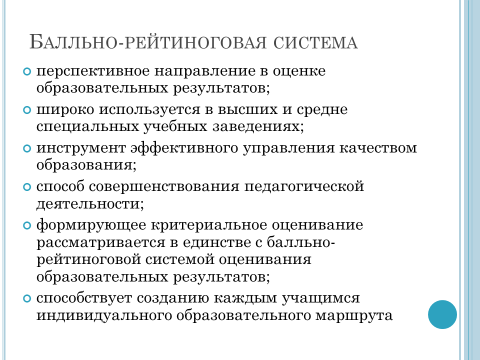 Балльно-рейтиноговая система
перспективное направление в оценке
образовательных результатов;
широко используется в высших и средне
специальных учебных заведениях;
инструмент эффективного управления качеством
образования;
способ совершенствования педагогической
деятельности;
формирующее критериальное оценивание
рассматривается в единстве с балльно-
рейтиноговой системой оценивания
образовательных результатов;
способствует созданию каждым учащимся
индивидуального образовательного маршрута